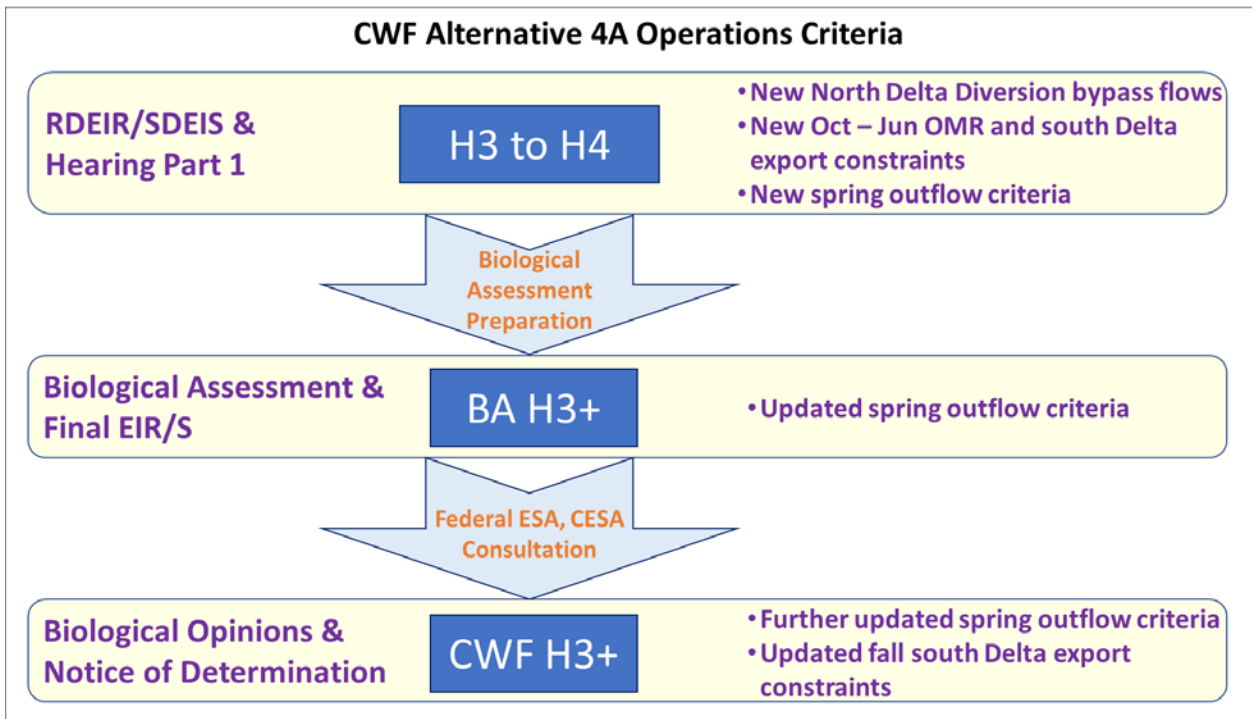 CWF Alternative 4A Operations Criteria
RDEIR/SDEIS &
Hearing Part 1
H3 to H4
•New North Delta Diversion bypass flows
•New Oct – Jun OMR and south Delta
export constraints
•New spring outflow criteria
Biological
Assessment
Preparation
Biological Assessment &
Final EIR/S
BA H3+
•Updated spring outflow criteria
Federal ESA, CESA
Consultation
Biological Opinions &
Notice of Determination
CWF H3+
•Further updated spring outflow criteria
•Updated fall south Delta export
constraints